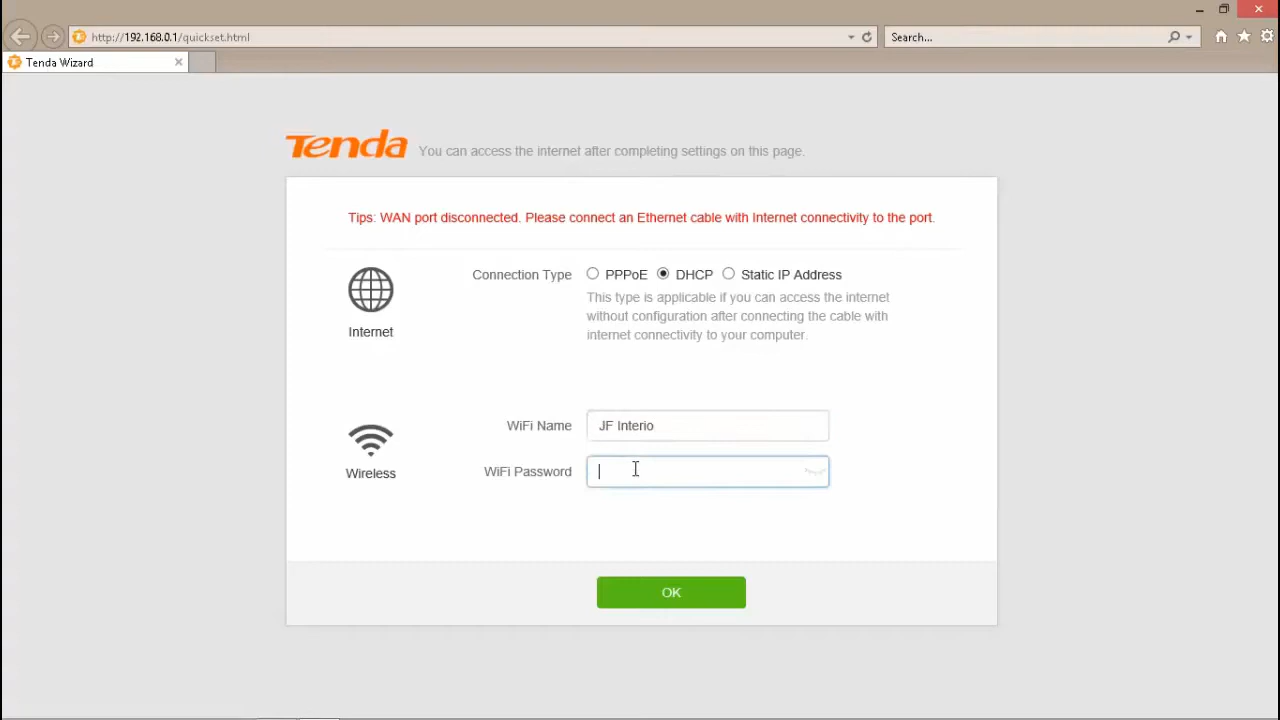 http://192.168.0.1/quickset.html
Search...
Tenda Wizard
Tenda You can access the internet after completing settings on this page.
Tips: WAN port disconnected. Please connect an Ethernet cable with Internet connectivity to the port.
Connection Type PPPoE DHCP Static IP Address
This type is applicable if you can access the internet
without configuration after connecting the cable with
internet connectivity to your computer.
Internet
WiFi Name JF Interio
WiFi Password
Wireless
OK